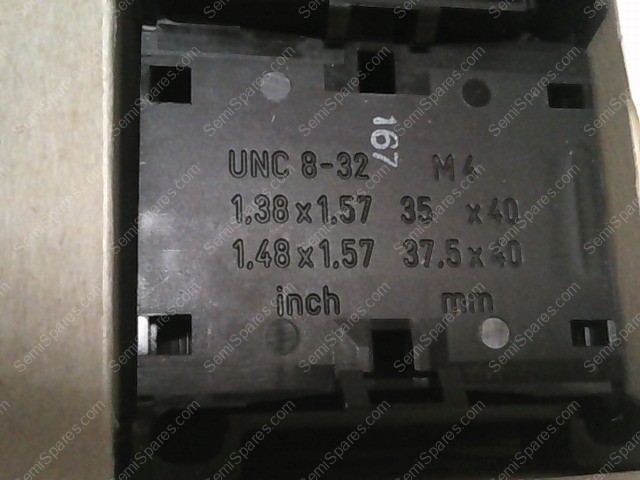 167
UNC 8-32 M4
1.38 x 1.57 35 x 40
1.48 x 1.57 37.5 x 40
inch mm
SemiSpares.com